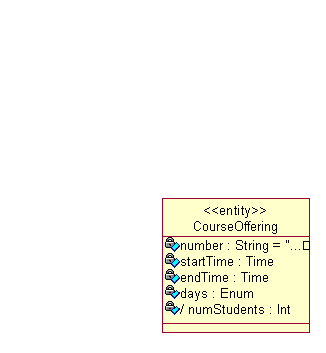 <<entity>>
CourseOffering
number : String = "...
startTime : Time
endTime : Time
days : Enum
/ numStudents : Int